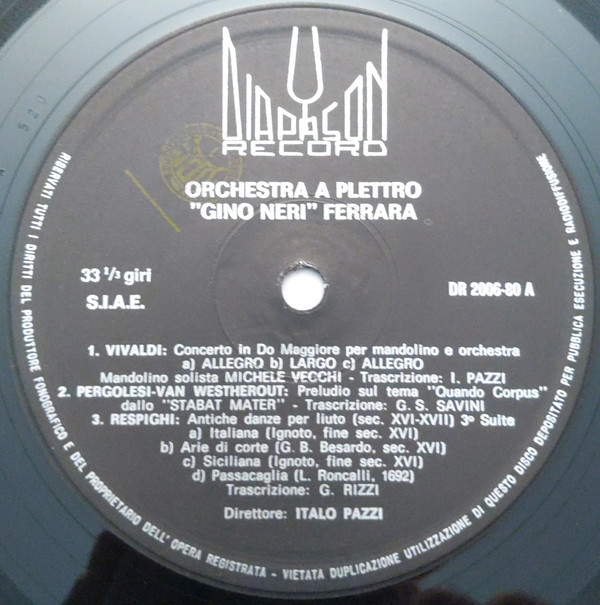 DIAPASON
RECORD
ORCHESTRA A PLETTRO
"GINO NERI" FERRARA
33 1/3 giri
S.I.A.E.
DR 2006-80 A
1. VIVALDI: Concerto in Do Maggiore per mandolino e orchestra
a) ALLEGRO b) LARGO c) ALLEGRO
Mandolino solista MICHELE VECCHI - Trascrizione: I. PAZZI
2. PERGOLESI-VAN WESTHEROUT: Preludio sul tema "Quando Corpus"
dallo "STABAT MATER" - Trascrizione: G. S. SAVINI
3. RESPIGHI: Antiche danze per liuto (sec. XVI-XVII) 3º Suite
a) Italiana (Ignoto, fine sec. XVI)
b) Arie di corte (G. B. Besardo, sec. XVI)
c) Siciliana (Ignoto, fine sec. XVI)
d) Passacaglia (L. Roncalli, 1692)
Trascrizione: G. RIZZI
Direttore: ITALO PAZZI
RISERVATI TUTTI I DIRITTI DEL PRODUTTORE FONOGRAFICO E DEL PROPRIETARIO DELL'OPERA REGISTRATA - VIETATA DUPLICAZIONE UTILIZZAZIONE DI QUESTO DISCO DEPOSITATO PER PUBBLICA ESECUZIONE E RADIODIFFUSIONE